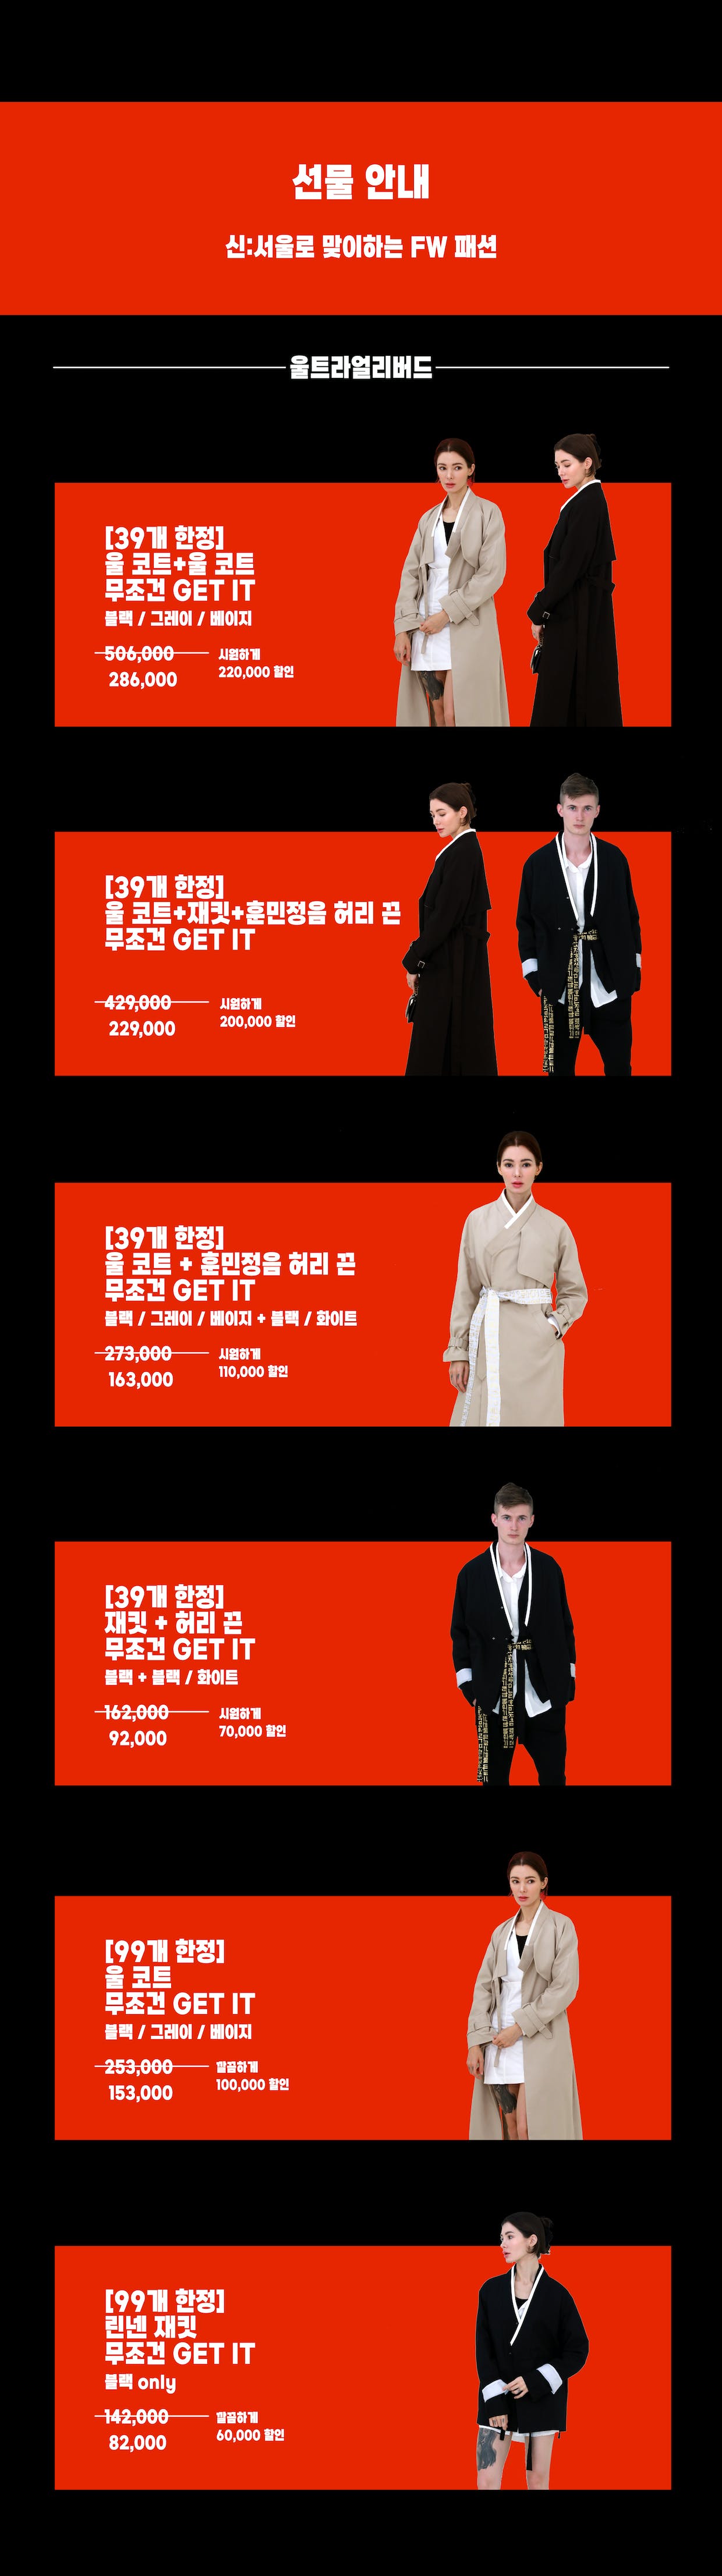 선물 안내
신:서울로 맞이하는 FW 패션
울트라얼리버드
[39개 한정]
울 코트+울 코트
무조건 GET IT
블랙 / 그레이 / 베이지
506,000
286,000
시원하게
220,000 할인
[39개 한정]
울 코트+재킷+훈민정음 허리 끈
무조건 GET IT
429,000
229,000
시원하게
200,000 할인
[39개 한정]
울 코트 + 훈민정음 허리 끈
무조건 GET IT
블랙 / 그레이 / 베이지 + 블랙 / 화이트
273,000
163,000
시원하게
110,000 할인
[39개 한정]
재킷 + 허리 끈
무조건 GET IT
블랙 + 블랙 / 화이트
162,000
92,000
시원하게
70,000 할인
[99개 한정]
울 코트
무조건 GET IT
블랙 / 그레이 / 베이지
253,000
153,000
깔끔하게
100,000 할인
[99개 한정]
린넨 재킷
무조건 GET IT
블랙 only
142,000
82,000
깔끔하게
60,000 할인